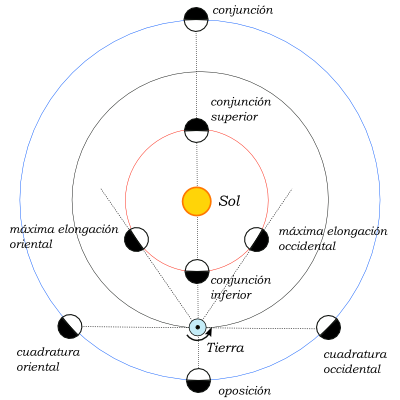 conjunción
conjunción
superior
Sol
máxima elongación
oriental
máxima elongación
occidental
conjunción
inferior
Tierra
cuadratura
oriental
cuadratura
occidental
oposición